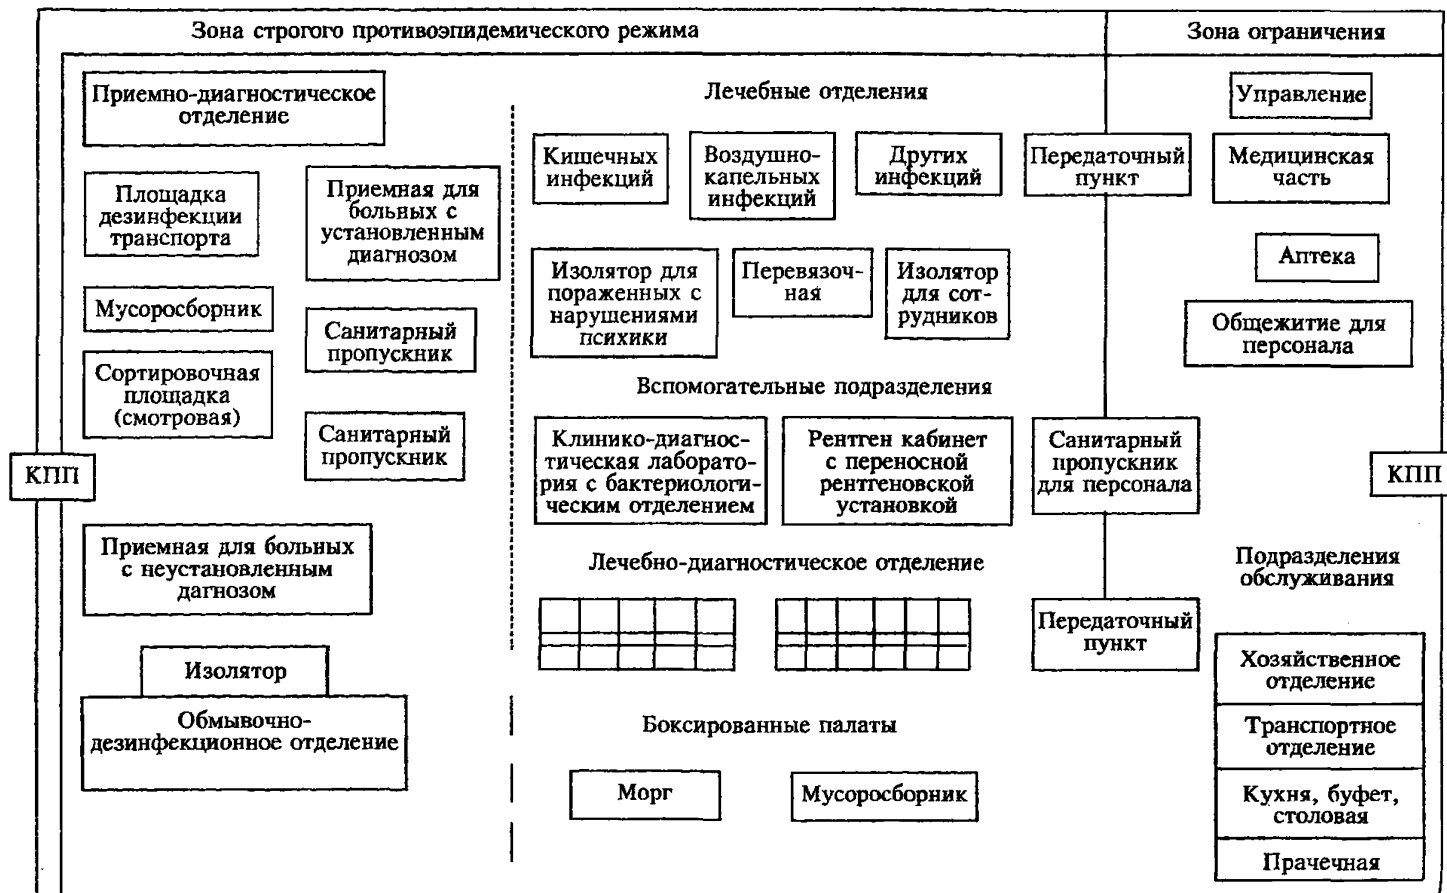 Зона строгого противоэпидемического режима
Зона ограничения
Приемно-диагностическое
отделение
Площадка
дезинфекции
транспорта
Приемная для
больных с
установленным
диагнозом
Мусоросборник
Санитарный
пропускник
Сортировочная
площадка
(смотровая)
Санитарный
пропускник
КПП
Приемная для больных
с неустановленным
дагнозом
Изолятор
Обмывочно-
дезинфекционное отделение
Лечебные отделения
Кишечных
инфекций
Воздушно-
капельных
инфекций
Других
инфекций
Передаточный
пункт
Изолятор для
пораженных с
нарушениями
психики
Перевязоч-
ная
Изолятор
для сот-
рудников
Вспомогательные подразделения
Клинико-диагнос-
тическая лаборато-
рия с бактериологи-
ческим отделением
Рентген кабинет
с переносной
рентгеновской
установкой
Санитарный
пропускник
для персонала
Лечебно-диагностическое отделение
Передаточный
пункт
Боксированные палаты
Морг
Мусоросборник
Управление
Медицинская
часть
Аптека
Общежитие для
персонала
КПП
Подразделения
обслуживания
Хозяйственное
отделение
Транспортное
отделение
Кухня, буфет,
столовая
Прачечная